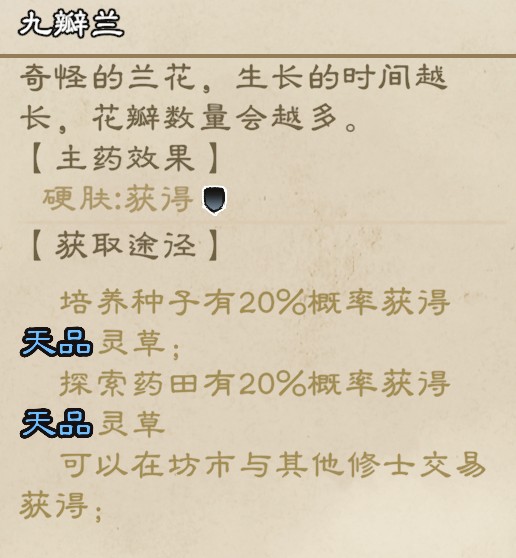 九瓣兰
奇怪的兰花，生长的时间越
长，花瓣数量会越多。
【主药效果】
硬肤:获得
【获取途径】
培养种子有20%概率获得
天品灵草；
探索药田有20%概率获得
天品灵草
可以在坊市与其他修士交易
获得；